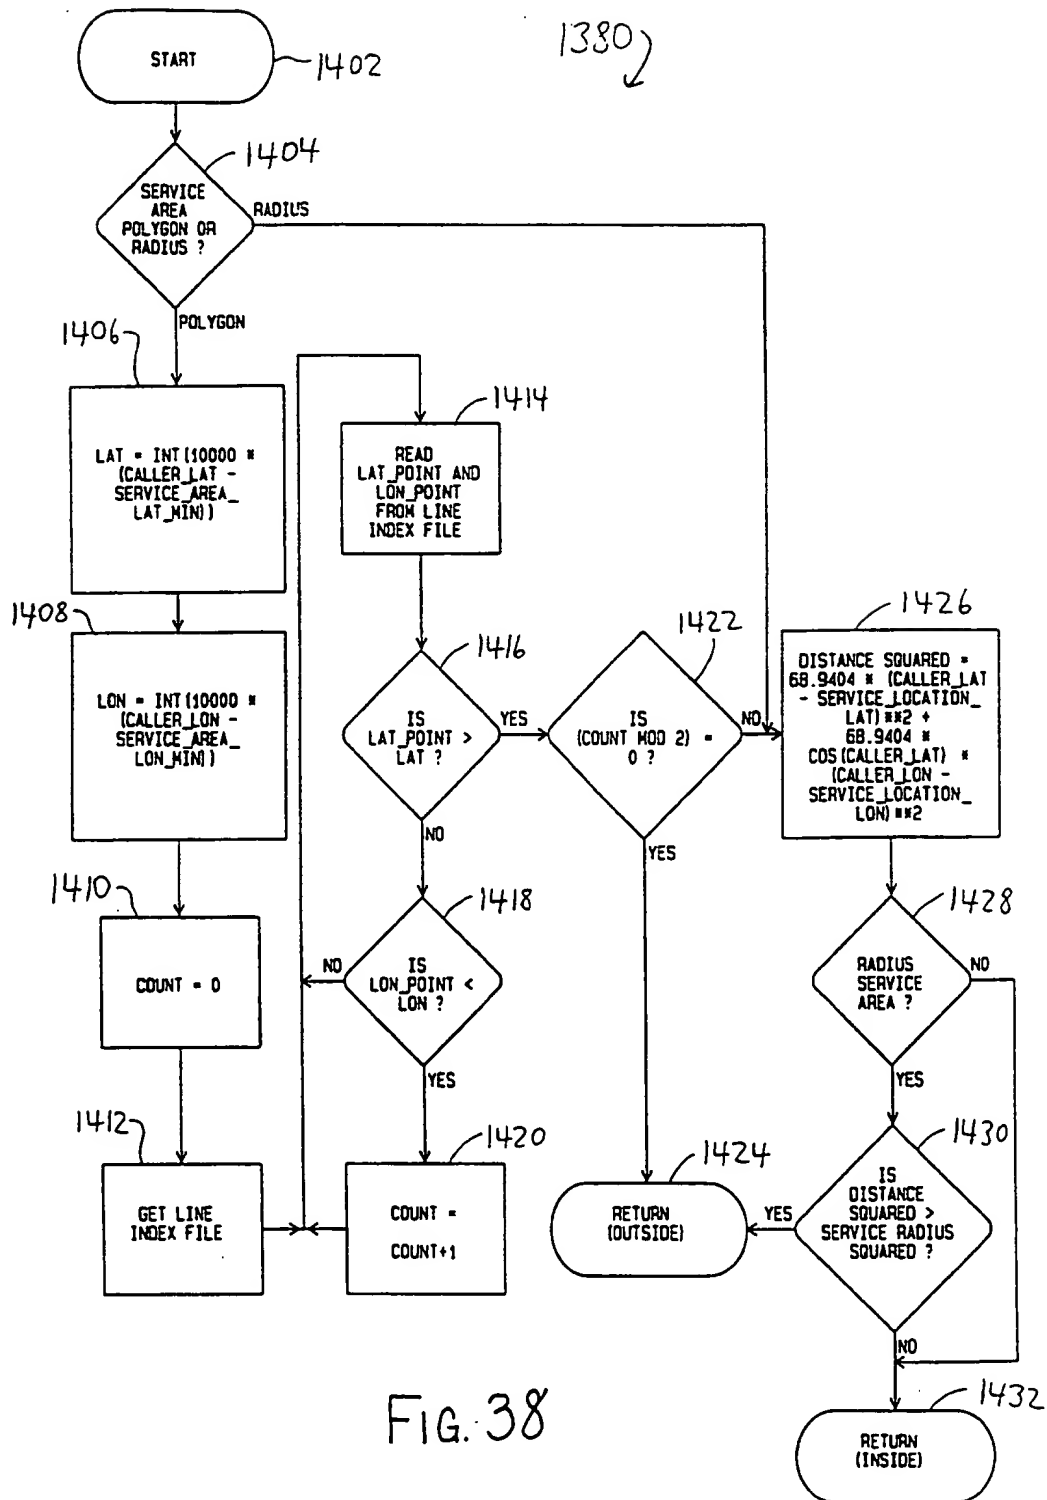 START
1402
1380
1404
SERVICE
AREA
POLYGON OR
RADIUS ?
RADIUS
POLYGON
1406
LAT = INT(10000 *
(CALLER_LAT -
SERVICE_AREA_
LAT_MIN))
1408
LON = INT(10000 *
(CALLER_LON -
SERVICE_AREA_
LON_MIN))
1410
COUNT = 0
1412
GET LINE
INDEX FILE
1414
READ
LAT_POINT AND
LON_POINT
FROM LINE
INDEX FILE
1416
IS
LAT_POINT >
LAT ?
YES
NO
1418
IS
LON_POINT <
LON ?
NO
YES
1420
COUNT =
COUNT+1
1422
IS
(COUNT MOD 2) =
0 ?
NO
YES
1424
RETURN
(OUTSIDE)
1426
DISTANCE SQUARED =
68.9404 * (CALLER_LAT
- SERVICE_LOCATION_
LAT)**2 +
68.9404 *
COS(CALLER_LAT) *
(CALLER_LON -
SERVICE_LOCATION_
LON)**2
1428
RADIUS
SERVICE
AREA ?
NO
YES
1430
IS
DISTANCE
SQUARED >
SERVICE RADIUS
SQUARED ?
YES
NO
1432
RETURN
(INSIDE)
FIG. 38